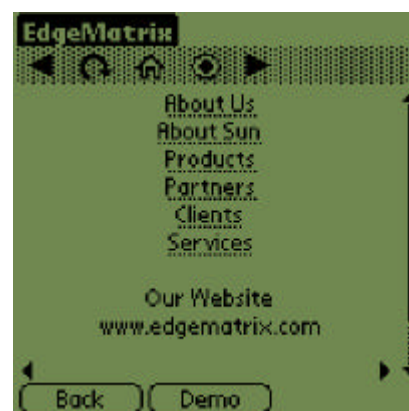 EdgeMatrix
About Us
About Sun
Products
Partners
Clients
Services
Our Website
www.edgematrix.com
Back Demo